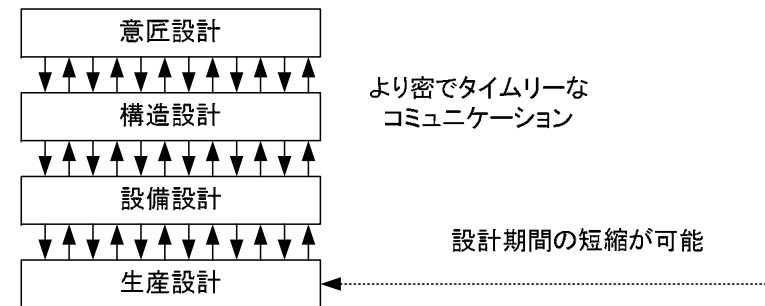 意匠設計
より密でタイムリーな
コミュニケーション
構造設計
設備設計
設計期間の短縮が可能
生産設計